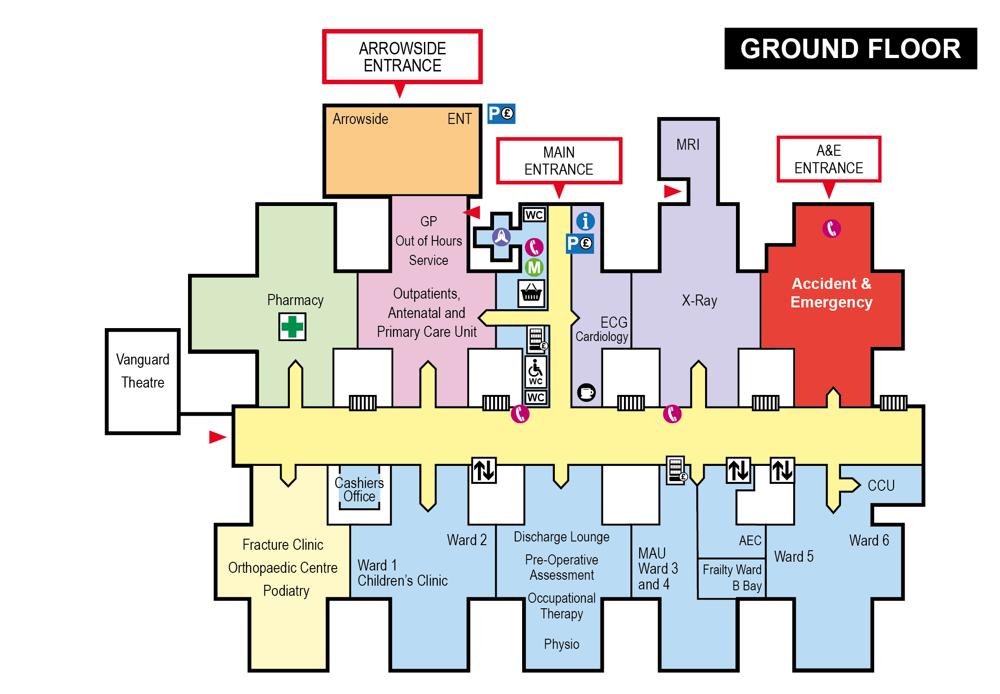 GROUND FLOOR
ARROWSIDE
ENTRANCE
Arrowside
ENT
P £
MAIN
ENTRANCE
MRI
A&E
ENTRANCE
WC
i
P £
M
GP
Out of Hours
Service
Outpatients,
Antenatal and
Primary Care Unit
Pharmacy
X-Ray
Accident &
Emergency
ECG
Cardiology
£
WC
WC
Vanguard
Theatre
Cashiers
Office
£
CCU
Fracture Clinic
Orthopaedic Centre
Podiatry
Ward 2
Ward 1
Children’s Clinic
Discharge Lounge
Pre-Operative
Assessment
Occupational
Therapy
Physio
MAU
Ward 3
and 4
AEC
Frailty Ward
B Bay
Ward 5
Ward 6